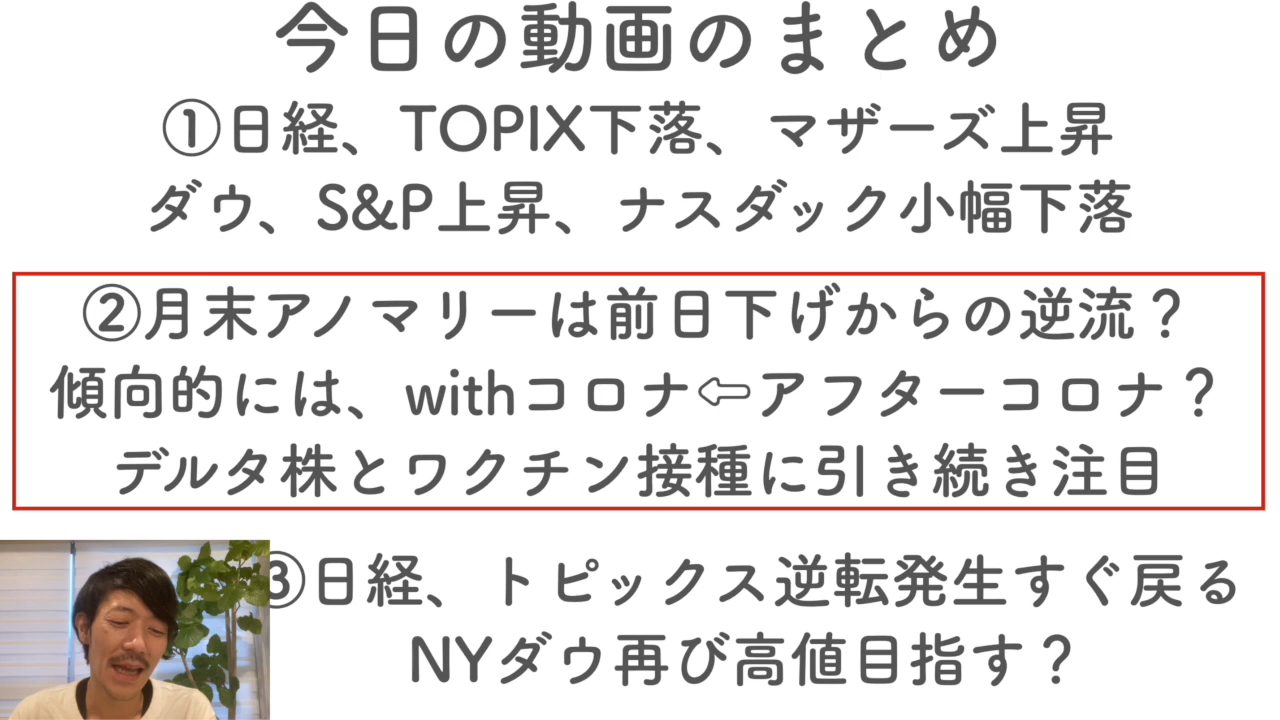 今日の動画のまとめ
①日経、TOPIX下落、マザーズ上昇
ダウ、S&P上昇、ナスダック小幅下落
②月末アノマリーは前日下げからの逆流？
傾向的には、withコロナ⇦アフターコロナ？
デルタ株とワクチン接種に引き続き注目
③日経、トピックス逆転発生すぐ戻る
NYダウ再び高値目指す？